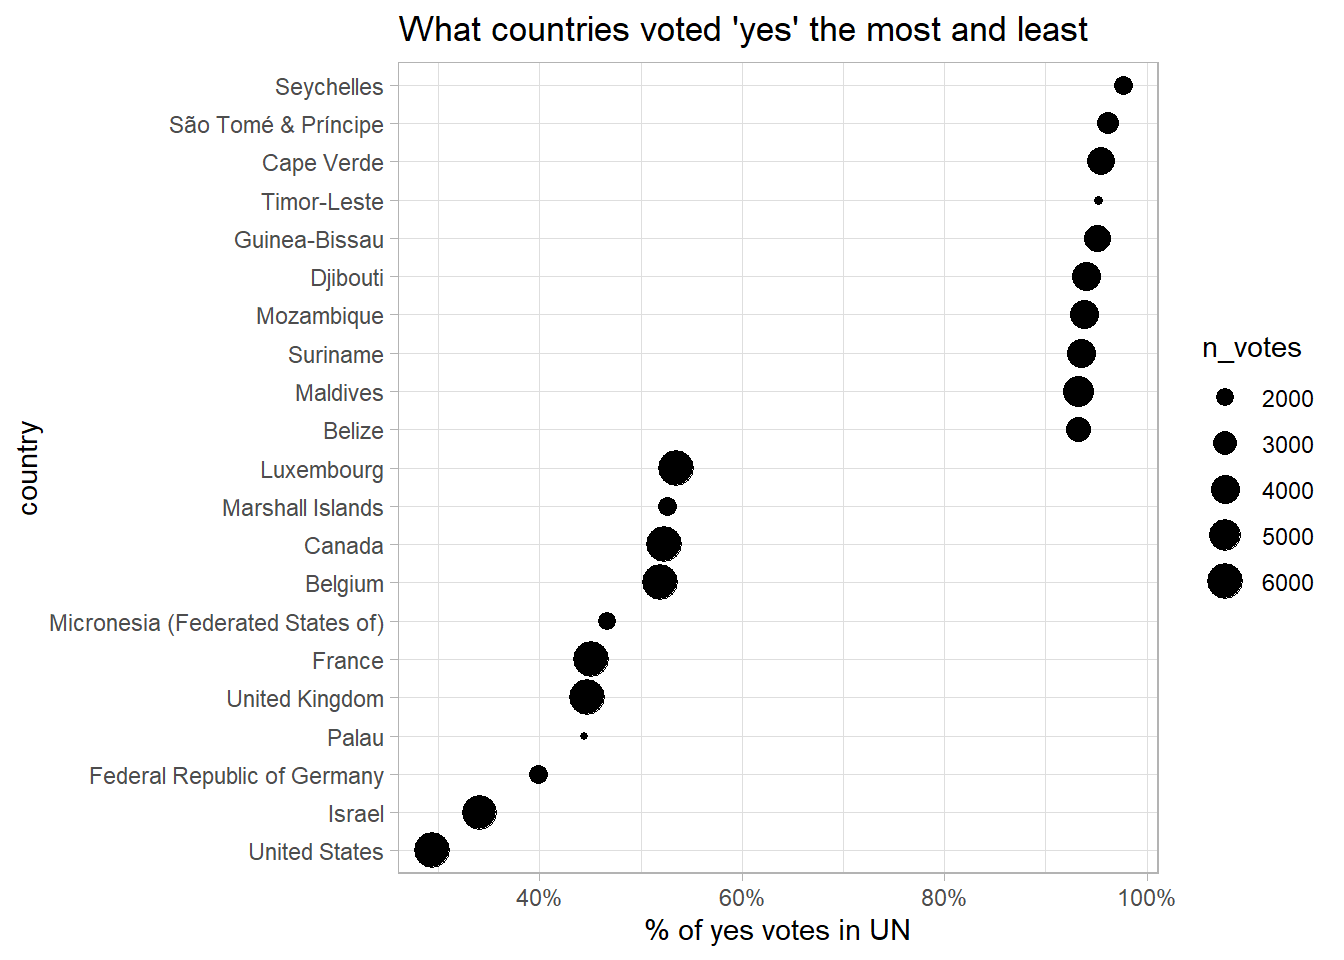 What countries voted 'yes' the most and least
Seychelles
São Tomé & Príncipe
Cape Verde
Timor-Leste
Guinea-Bissau
Djibouti
Mozambique
Suriname
Maldives
Belize
Luxembourg
Marshall Islands
Canada
Belgium
Micronesia (Federated States of)
France
United Kingdom
Palau
Federal Republic of Germany
Israel
United States
country
40%
60%
80%
100%
% of yes votes in UN
n_votes
2000
3000
4000
5000
6000